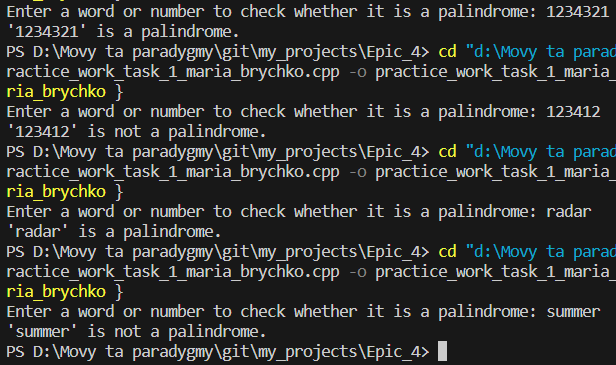 Enter a word or number to check whether it is a palindrome: 1234321
'1234321' is a palindrome.
PS D:\Movy ta paradygmy\git\my_projects\Epic_4> cd "d:\Movy ta parad
ractice_work_task_1_maria_brychko.cpp -o practice_work_task_1_maria_
ria_brychko }
Enter a word or number to check whether it is a palindrome: 123412
'123412' is not a palindrome.
PS D:\Movy ta paradygmy\git\my_projects\Epic_4> cd "d:\Movy ta parad
ractice_work_task_1_maria_brychko.cpp -o practice_work_task_1_maria_
ria_brychko }
Enter a word or number to check whether it is a palindrome: radar
'radar' is a palindrome.
PS D:\Movy ta paradygmy\git\my_projects\Epic_4> cd "d:\Movy ta parad
ractice_work_task_1_maria_brychko.cpp -o practice_work_task_1_maria_
ria_brychko }
Enter a word or number to check whether it is a palindrome: summer
'summer' is not a palindrome.
PS D:\Movy ta paradygmy\git\my_projects\Epic_4>